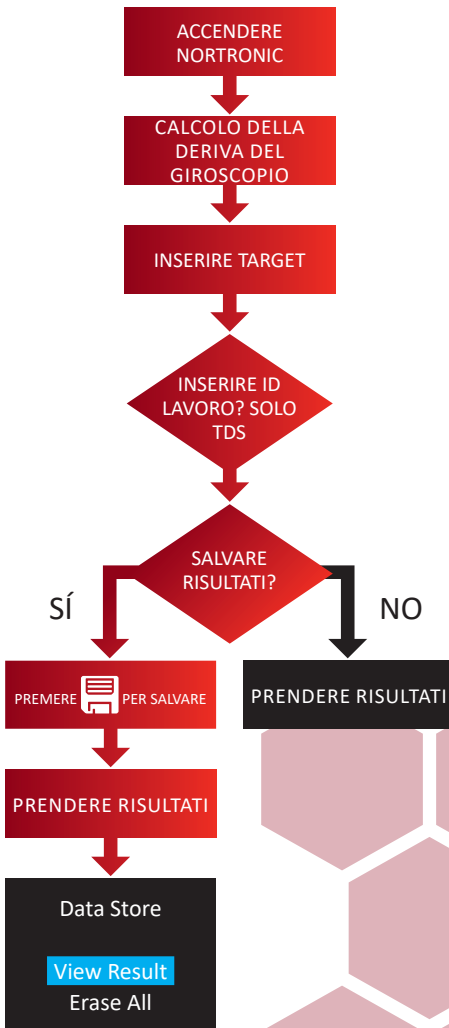 ACCENDERE
NORTRONIC
CALCOLO DELLA
DERIVA DEL
GIROSCOPIO
INSERIRE TARGET
INSERIRE ID
LAVORO? SOLO
TDS
SALVARE
RISULTATI?
SÍ
NO
PREMERE PER SALVARE
PRENDERE RISULTATI
PRENDERE RISULTATI
Data Store
View Result
Erase All